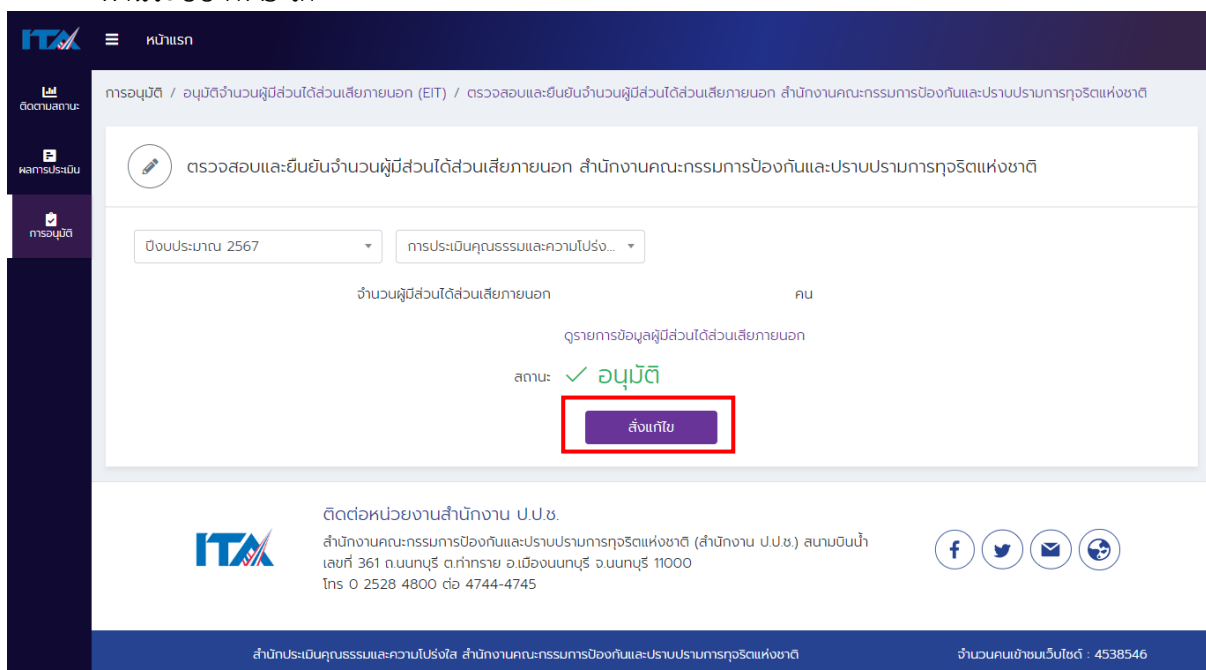 ITA
หน้าแรก
ติดตามสถานะ
ผลการประเมิน
การอนุมัติ
การอนุมัติ / อนุมัติจำนวนผู้มีส่วนได้ส่วนเสียภายนอก (EIT) / ตรวจสอบและยืนยันจำนวนผู้มีส่วนได้ส่วนเสียภายนอก สำนักงานคณะกรรมการป้องกันและปราบปรามการทุจริตแห่งชาติ
ตรวจสอบและยืนยันจำนวนผู้มีส่วนได้ส่วนเสียภายนอก สำนักงานคณะกรรมการป้องกันและปราบปรามการทุจริตแห่งชาติ
ปีงบประมาณ 2567
การประเมินคุณธรรมและความโปร่ง...
จำนวนผู้มีส่วนได้ส่วนเสียภายนอก คน
ดูรายการข้อมูลผู้มีส่วนได้ส่วนเสียภายนอก
สถานะ อนุมัติ
สั่งแก้ไข
ITA
ติดต่อหน่วยงานสำนักงาน ป.ป.ช.
สำนักงานคณะกรรมการป้องกันและปราบปรามการทุจริตแห่งชาติ (สำนักงาน ป.ป.ช.) สนามบินน้ำ
เลขที่ 361 ถ.นนทบุรี ต.ท่าทราย อ.เมืองนนทบุรี จ.นนทบุรี 11000
โทร 0 2528 4800 ต่อ 4744-4745
สำนักประเมินคุณธรรมและความโปร่งใส สำนักงานคณะกรรมการป้องกันและปราบปรามการทุจริตแห่งชาติ
จำนวนคนเข้าชมเว็บไซต์ : 4538546